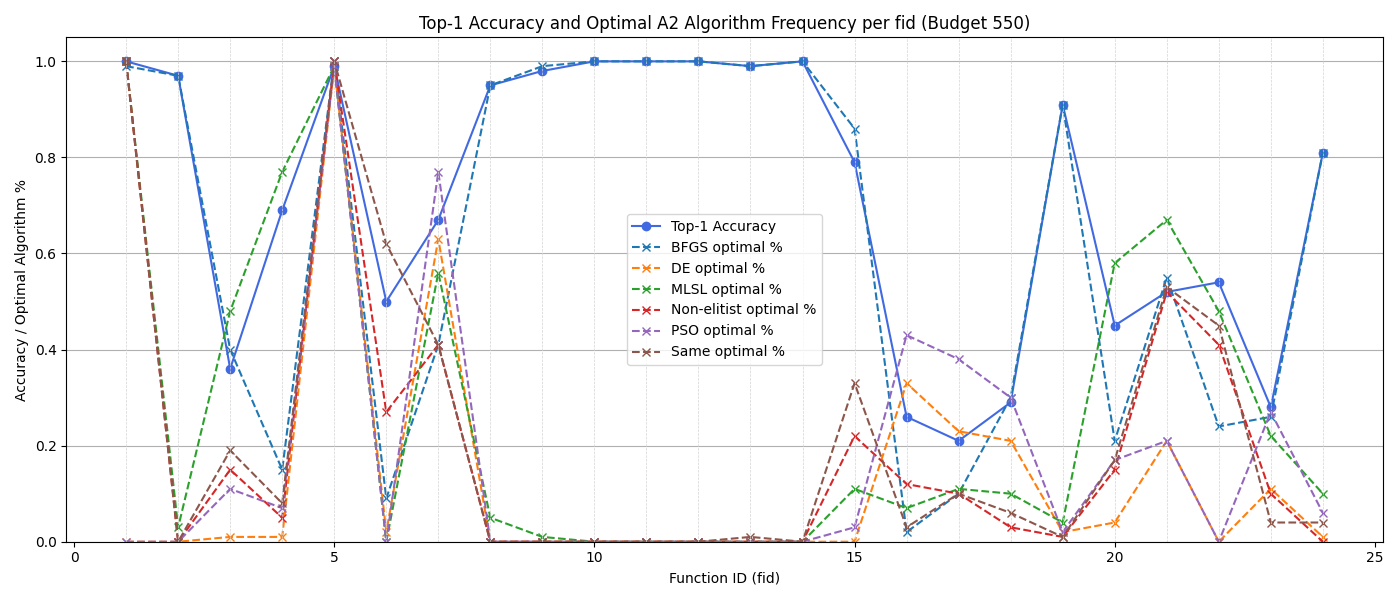 Top-1 Accuracy and Optimal A2 Algorithm Frequency per fid (Budget 550)
Accuracy / Optimal Algorithm %
1.0
0.8
0.6
0.4
0.2
0.0
Top-1 Accuracy
BFGS optimal %
DE optimal %
MLSL optimal %
Non-elitist optimal %
PSO optimal %
Same optimal %
0 5 10 15 20 25
Function ID (fid)